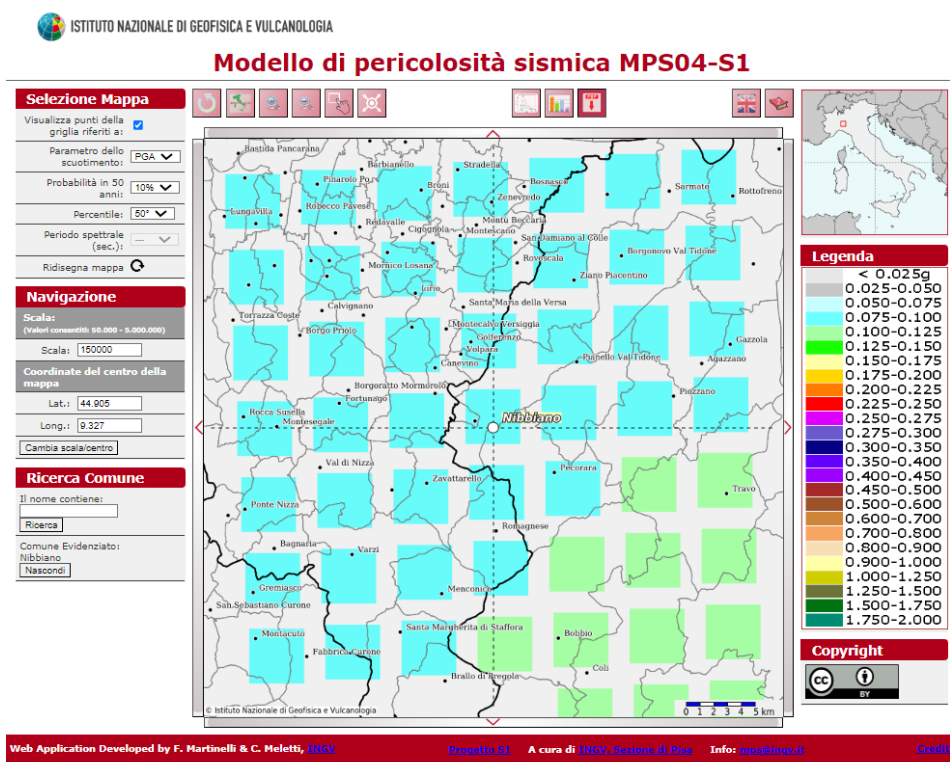 ISTITUTO NAZIONALE DI GEOFISICA E VULCANOLOGIA
Modello di pericolosità sismica MPS04-S1
Selezione Mappa
Visualizza punti della
griglia riferiti a:
Parametro dello
scuotimento: PGA
Probabilità in 50
anni: 10%
Percentile: 50°
Periodo spettrale
(sec.): ---
Ridisegna mappa
Navigazione
Scala:
(Valori consentiti 50.000 - 5.000.000)
Scala: 150000
Coordinate del centro della
mappa
Lat.: 44.905
Long.: 9.327
Cambia scala/centro
Ricerca Comune
Il nome contiene:
Ricerca
Comune Evidenziato:
Nibbiano
Nascondi
Bastida Pancarana
Barbianello
Stradella
Pinarolo Po
Broni
Bosnasco
Sarmato
Rottofreno
Zenevredo
Lungavilla
Robecco Pavese
Redavalle
Montù Beccaria
Cigognola
Montescano
San Damiano al Colle
Borgonovo Val Tidone
Rovescala
Mornico Losana
Ziano Piacentino
Lirio
Calvignano
Santa Maria della Versa
Torrazza Coste
Borgo Priolo
Montecalvo Versiggia
Golferenzo
Volpara
Canevino
Pianello Val Tidone
Gazzola
Agazzano
Borgoratto Mormorolo
Fortunago
Piozzano
Rocca Susella
Montesegale
Nibbiano
Val di Nizza
Zavattarello
Pecorara
Travo
Ponte Nizza
Romagnese
Bagnaria
Varzi
Gremiasco
Menconico
San Sebastiano Curone
Montacuto
Santa Margherita di Staffora
Bobbio
Fabbrica Curone
Coli
Brallo di Pregola
© Istituto Nazionale di Geofisica e Vulcanologia
0 1 2 3 4 5 km
Legenda
< 0.025g
0.025-0.050
0.050-0.075
0.075-0.100
0.100-0.125
0.125-0.150
0.150-0.175
0.175-0.200
0.200-0.225
0.225-0.250
0.250-0.275
0.275-0.300
0.300-0.350
0.350-0.400
0.400-0.450
0.450-0.500
0.500-0.600
0.600-0.700
0.700-0.800
0.800-0.900
0.900-1.000
1.000-1.250
1.250-1.500
1.500-1.750
1.750-2.000
Copyright
cc
BY
Web Application Developed by F. Martinelli & C. Meletti, INGV
Progetto S1 A cura di INGV, Sezione di Pisa Info: mps@ingv.it
Credit